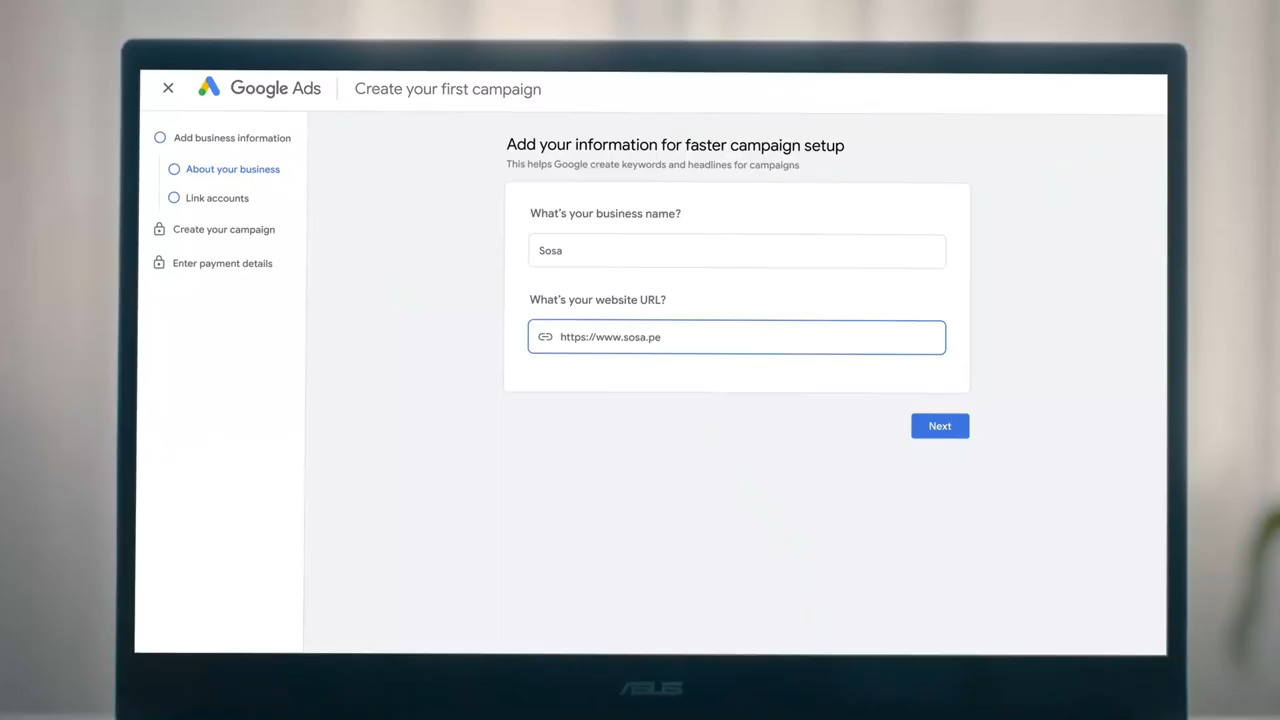 Google Ads
Create your first campaign
Add business information
About your business
Link accounts
Create your campaign
Enter payment details
Add your information for faster campaign setup
This helps Google create keywords and headlines for campaigns
What's your business name?
Sosa
What's your website URL?
https://www.sosa.pe
Next
ASUS